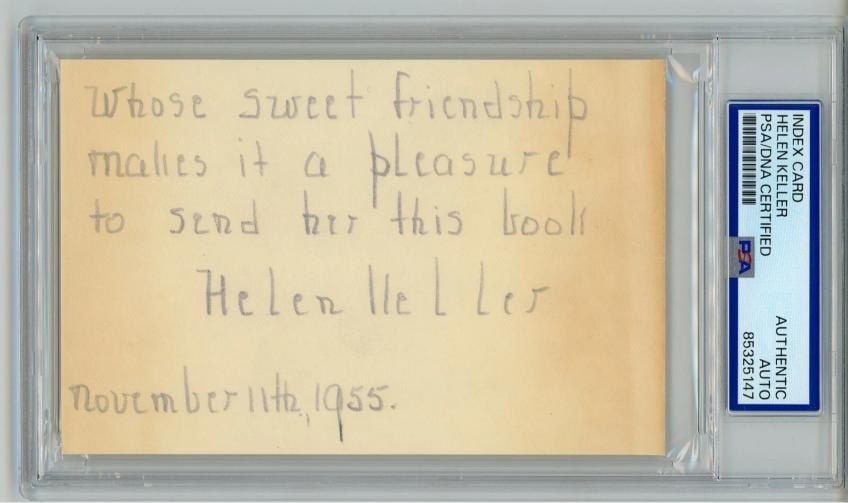 Whose sweet friendship
makes it a pleasure
to send her this book
Helen Keller
november 11th, 1955.
INDEX CARD
HELEN KELLER
PSA/DNA CERTIFIED
PSA
AUTHENTIC
AUTO
85325147